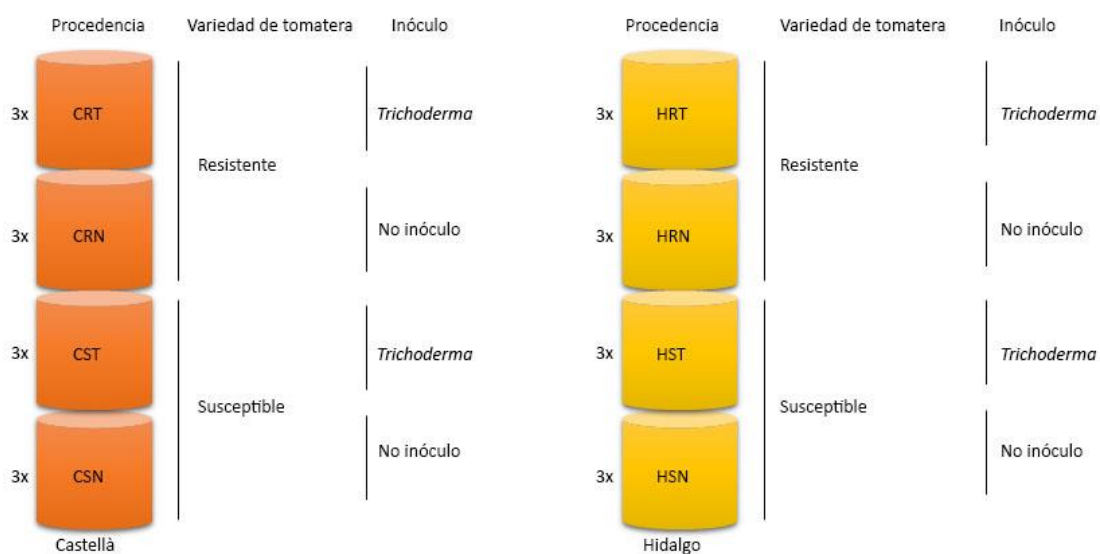 Procedencia Variedad de tomatera Inóculo
3x CRT Trichoderma
Resistente
3x CRN No inóculo
3x CST Trichoderma
Susceptible
No inóculo
3x CSN
Castellà
Procedencia Variedad de tomatera Inóculo
3x HRT Trichoderma
Resistente
3x HRN No inóculo
3x HST Trichoderma
Susceptible
No inóculo
3x HSN
Hidalgo